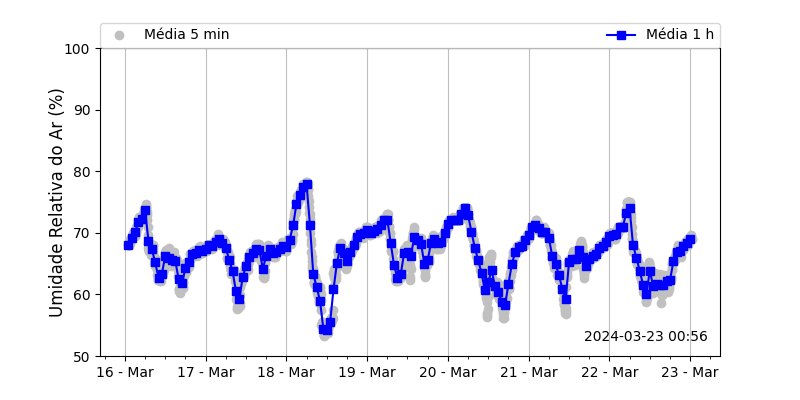 Média 5 min
Média 1 h
Umidade Relativa do Ar (%)
100
90
80
70
60
50
2024-03-23 00:56
16 - Mar
17 - Mar
18 - Mar
19 - Mar
20 - Mar
21 - Mar
22 - Mar
23 - Mar